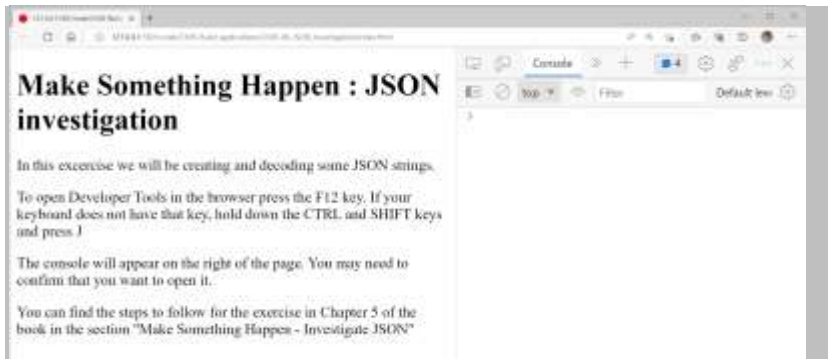 Console
4
top
Filter
Default lev
Make Something Happen : JSON
investigation
In this excercise we will be creating and decoding some JSON strings.
To open Developer Tools in the browser press the F12 key. If your
keyboard does not have that key, hold down the CTRL and SHIFT keys
and press J
The console will appear on the right of the page. You may need to
confirm that you want to open it.
You can find the steps to follow for the exercise in Chapter 5 of the
book in the section "Make Something Happen - Investigate JSON"